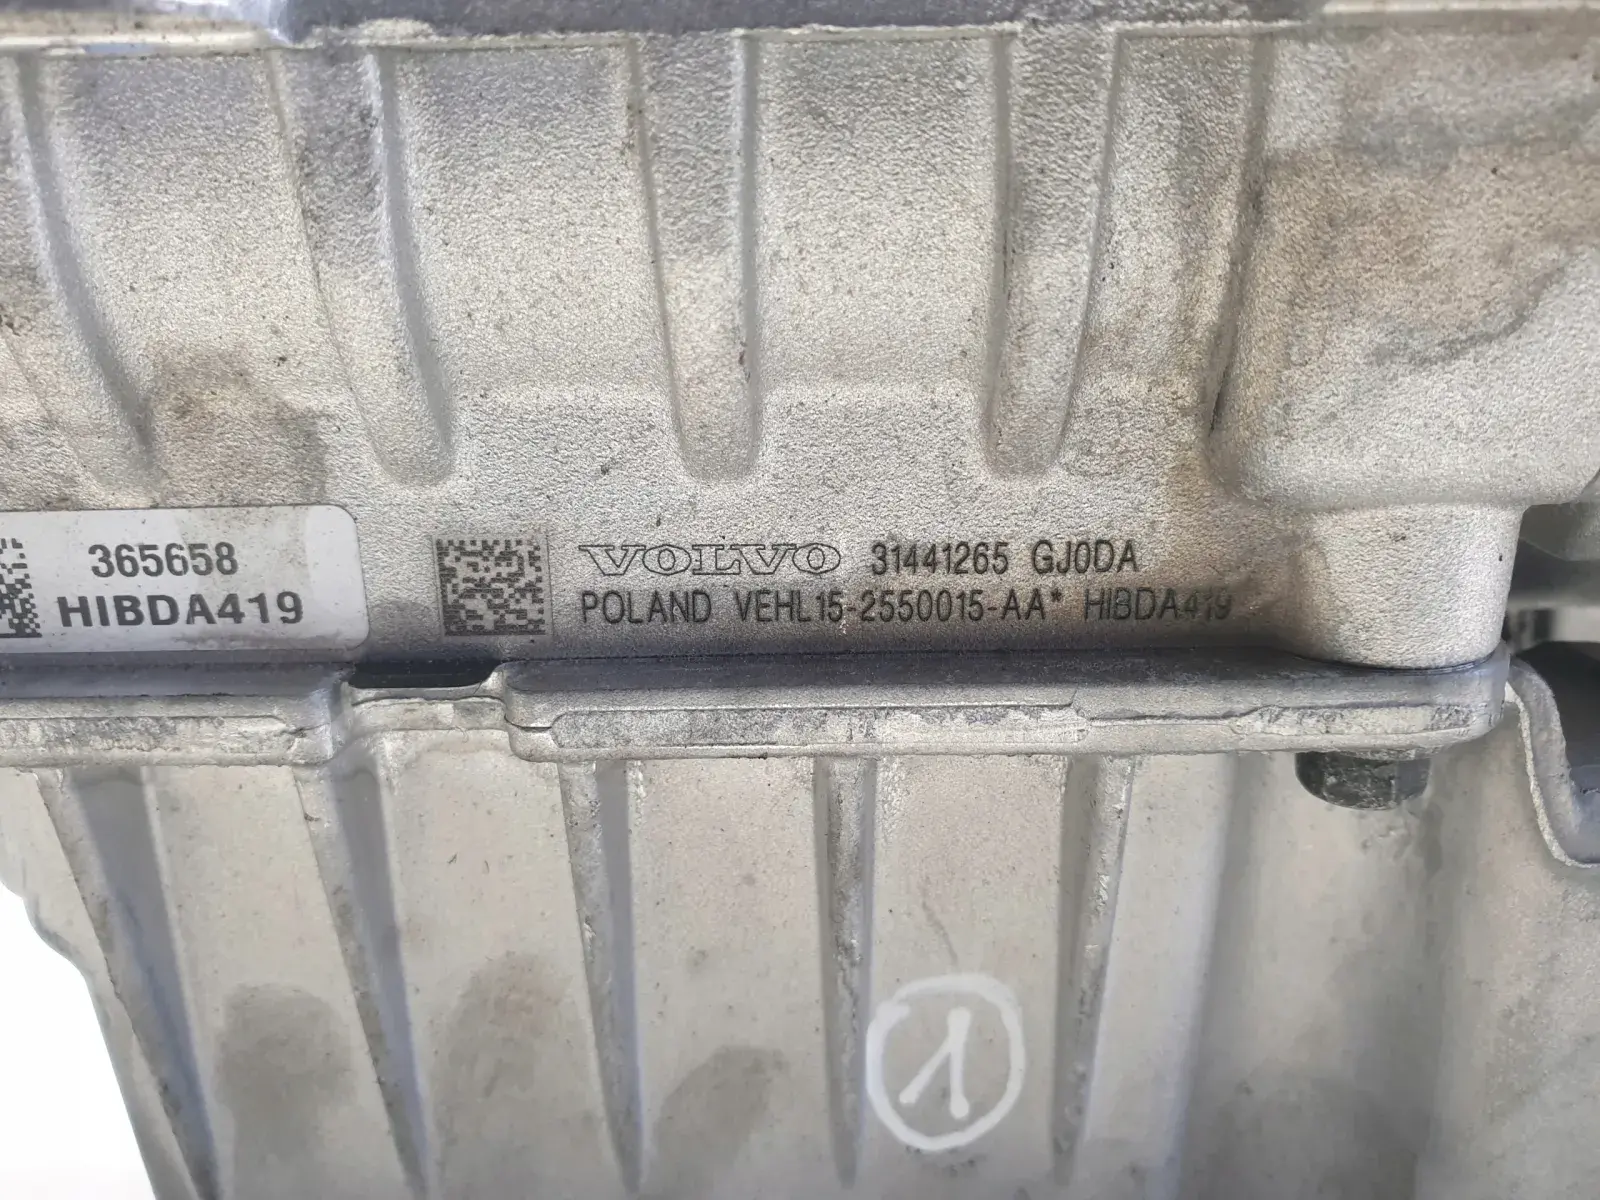 365658
HIBDA419
VOLVO 31441265 GJ0DA
POLAND VEHL15-2550015-AA* HIBDA419
1